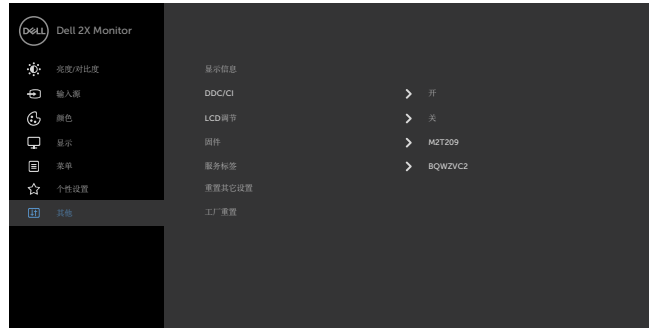 DELL Dell 2X Monitor
亮度/对比度
显示信息
输入源
DDC/CI 开
颜色
LCD调节 关
显示
固件 M2T209
菜单
服务标签 BQWZVC2
个性设置
重置其它设置
其他
工厂重置